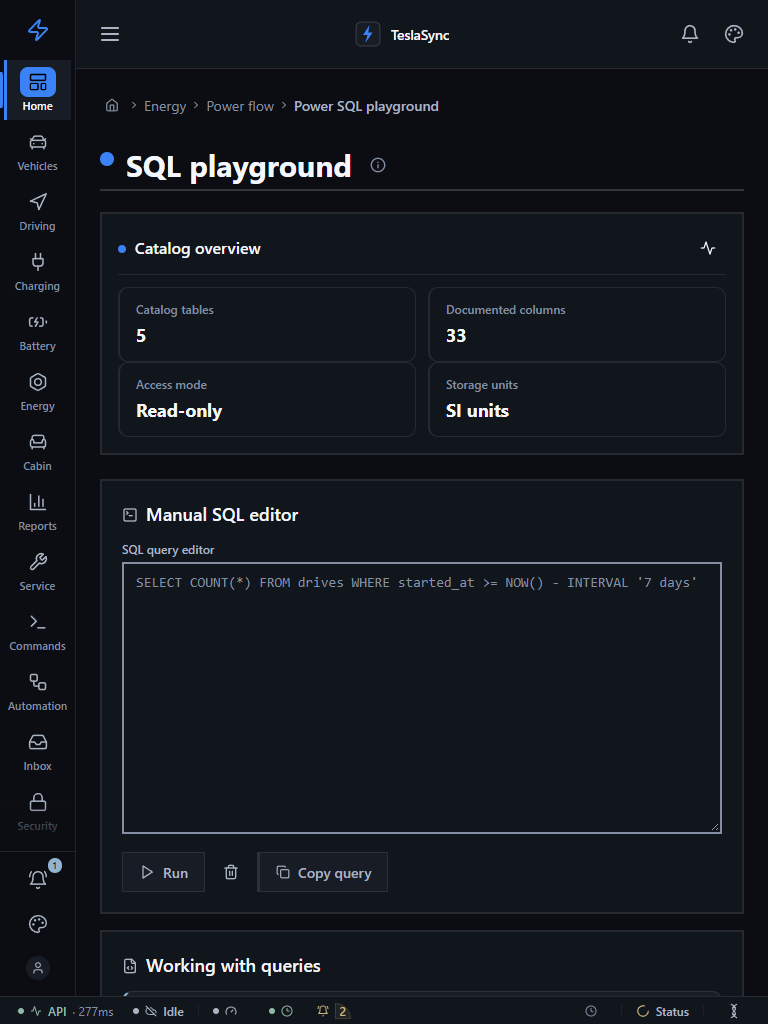 TeslaSync
Home
Vehicles
Driving
Charging
Battery
Energy
Cabin
Reports
Service
Commands
Automation
Inbox
Security
1
Energy > Power flow > Power SQL playground
SQL playground
Catalog overview
Catalog tables
5
Documented columns
33
Access mode
Read-only
Storage units
SI units
Manual SQL editor
SQL query editor
SELECT COUNT(*) FROM drives WHERE started_at >= NOW() - INTERVAL '7 days'
Run
Copy query
Working with queries
API · 277ms
Idle
2
Status